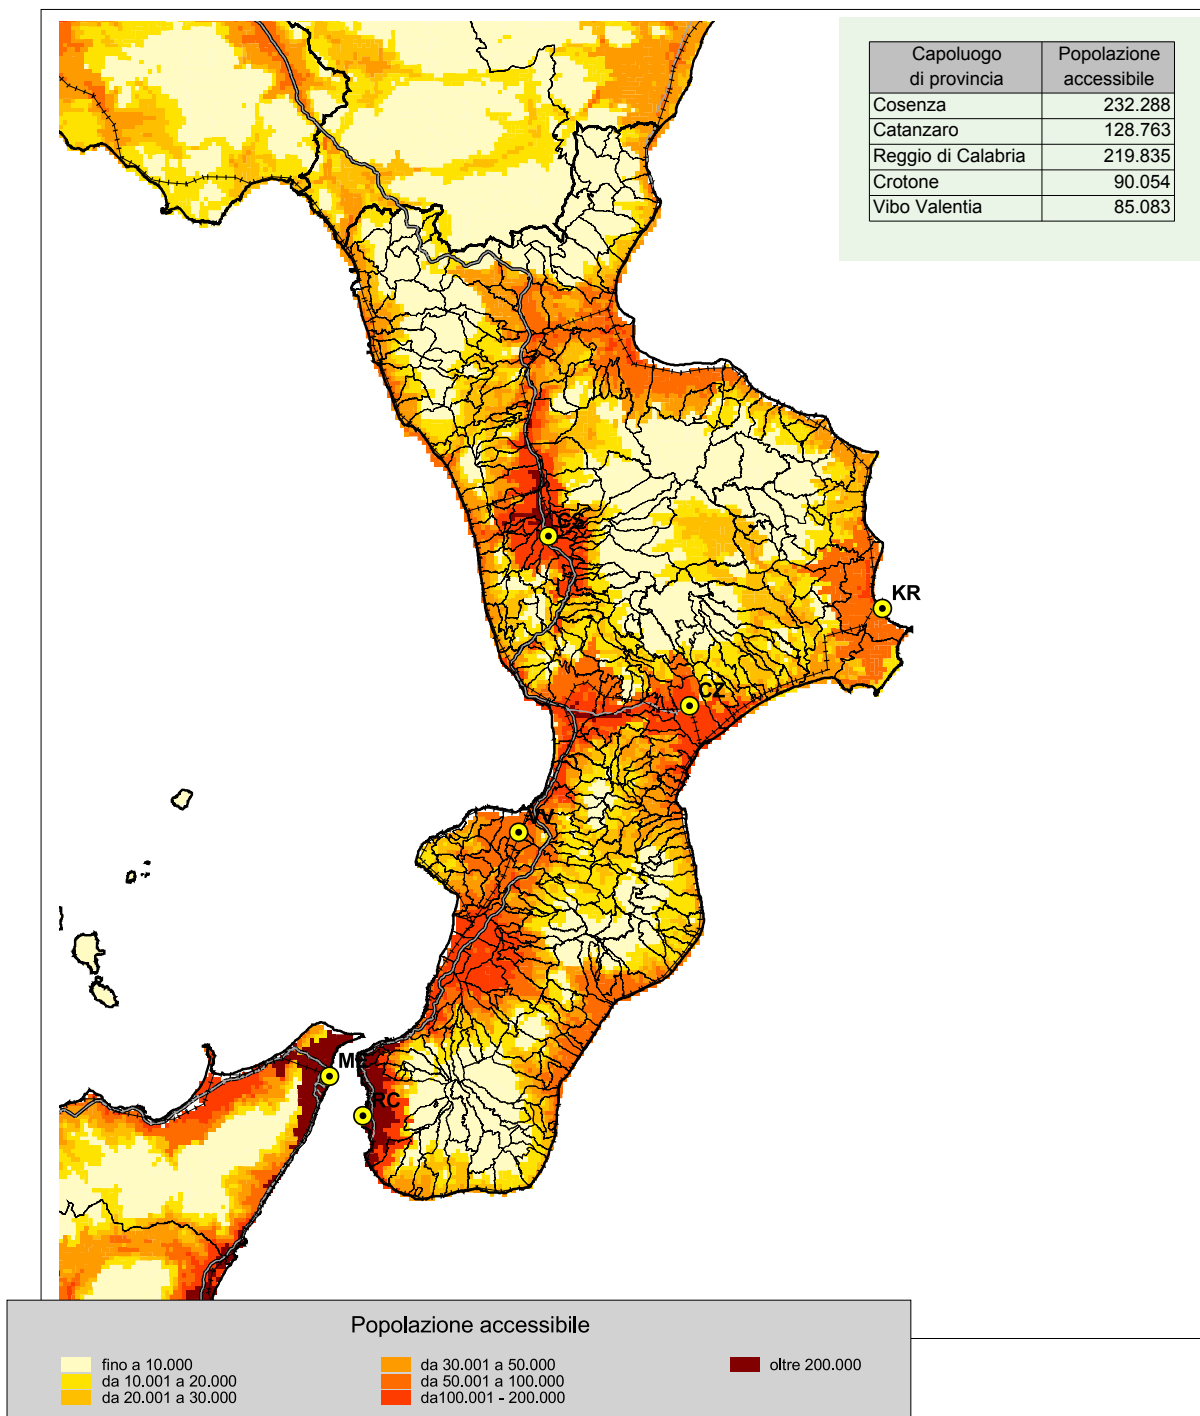 Capoluogo di provincia Popolazione accessibile
Cosenza 232.288
Catanzaro 128.763
Reggio di Calabria 219.835
Crotone 90.054
Vibo Valentia 85.083
CS
KR
CZ
VV
ME
RC
Popolazione accessibile
fino a 10.000
da 10.001 a 20.000
da 20.001 a 30.000
da 30.001 a 50.000
da 50.001 a 100.000
da100.001 - 200.000
oltre 200.000